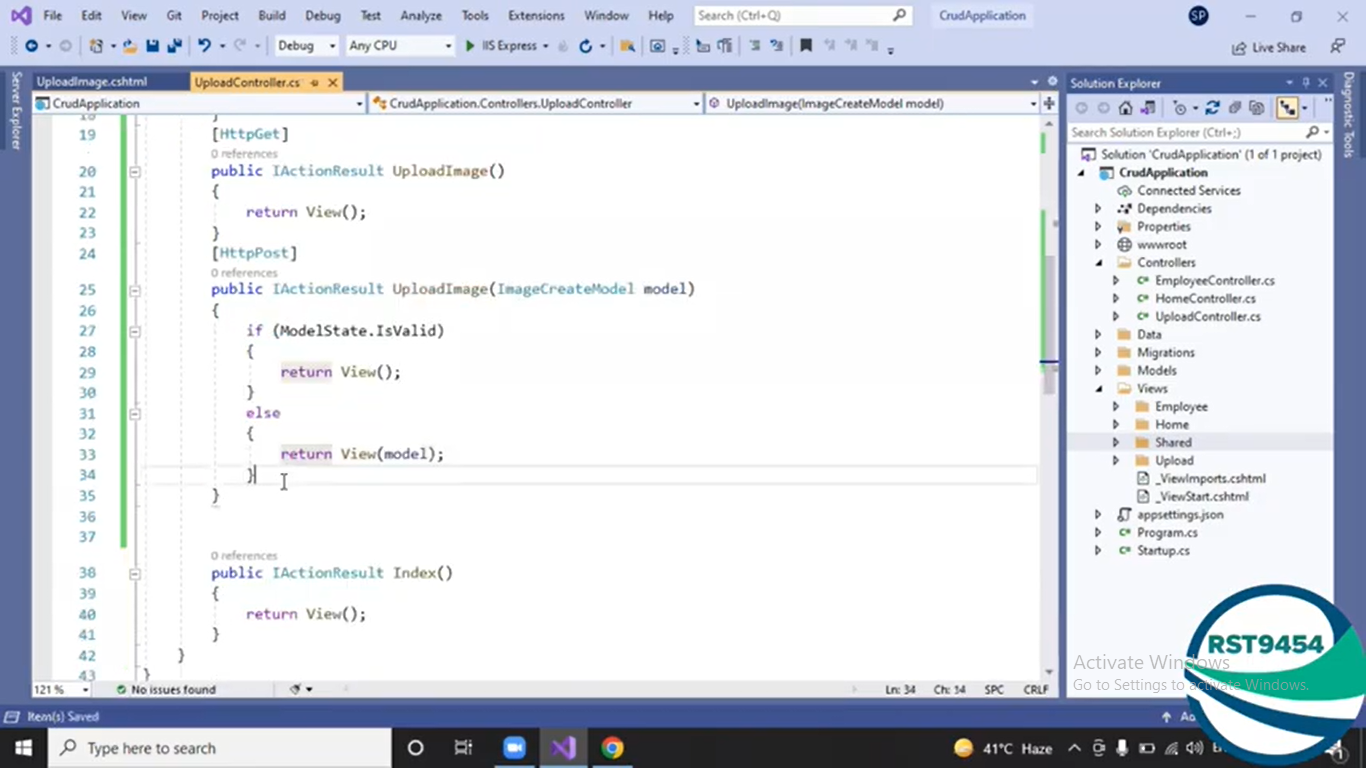 File Edit View Git Project Build Debug Test Analyze Tools Extensions Window Help Search (Ctrl+Q) CrudApplication SP
Debug Any CPU IIS Express Live Share
Server Explorer
UploadImage.cshtml UploadController.cs
CrudApplication CrudApplication.Controllers.UploadController UploadImage(ImageCreateModel model)
18 }
19 [HttpGet]
0 references
20 public IActionResult UploadImage()
21 {
22 return View();
23 }
24 [HttpPost]
0 references
25 public IActionResult UploadImage(ImageCreateModel model)
26 {
27 if (ModelState.IsValid)
28 {
29 return View();
30 }
31 else
32 {
33 return View(model);
34 }
35 }
36
37
0 references
38 public IActionResult Index()
39 {
40 return View();
41 }
42 }
43 }
121 % No issues found Ln: 34 Ch: 14 SPC CRLF
Solution Explorer
Search Solution Explorer (Ctrl+;)
Solution 'CrudApplication' (1 of 1 project)
CrudApplication
Connected Services
Dependencies
Properties
wwwroot
Controllers
EmployeeController.cs
HomeController.cs
UploadController.cs
Data
Migrations
Models
Views
Employee
Home
Shared
Upload
_ViewImports.cshtml
_ViewStart.cshtml
appsettings.json
Program.cs
Startup.cs
Diagnostic Tools
RST9454
Activate Windows
Go to Settings to activate Windows.
Item(s) Saved
Type here to search 41°C Haze